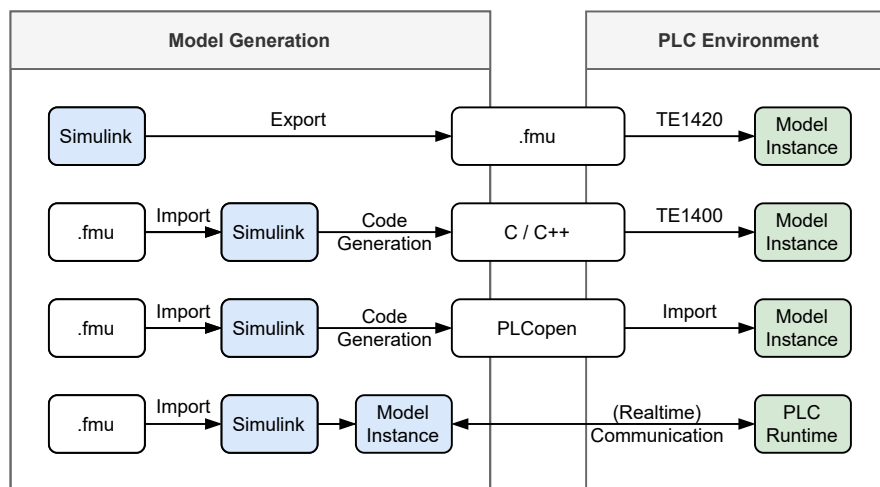 Model Generation
PLC Environment
Simulink
Export
.fmu
TE1420
Model
Instance
.fmu
Import
Simulink
Code
Generation
C / C++
TE1400
Model
Instance
.fmu
Import
Simulink
Code
Generation
PLCopen
Import
Model
Instance
.fmu
Import
Simulink
Model
Instance
(Realtime)
Communication
PLC
Runtime